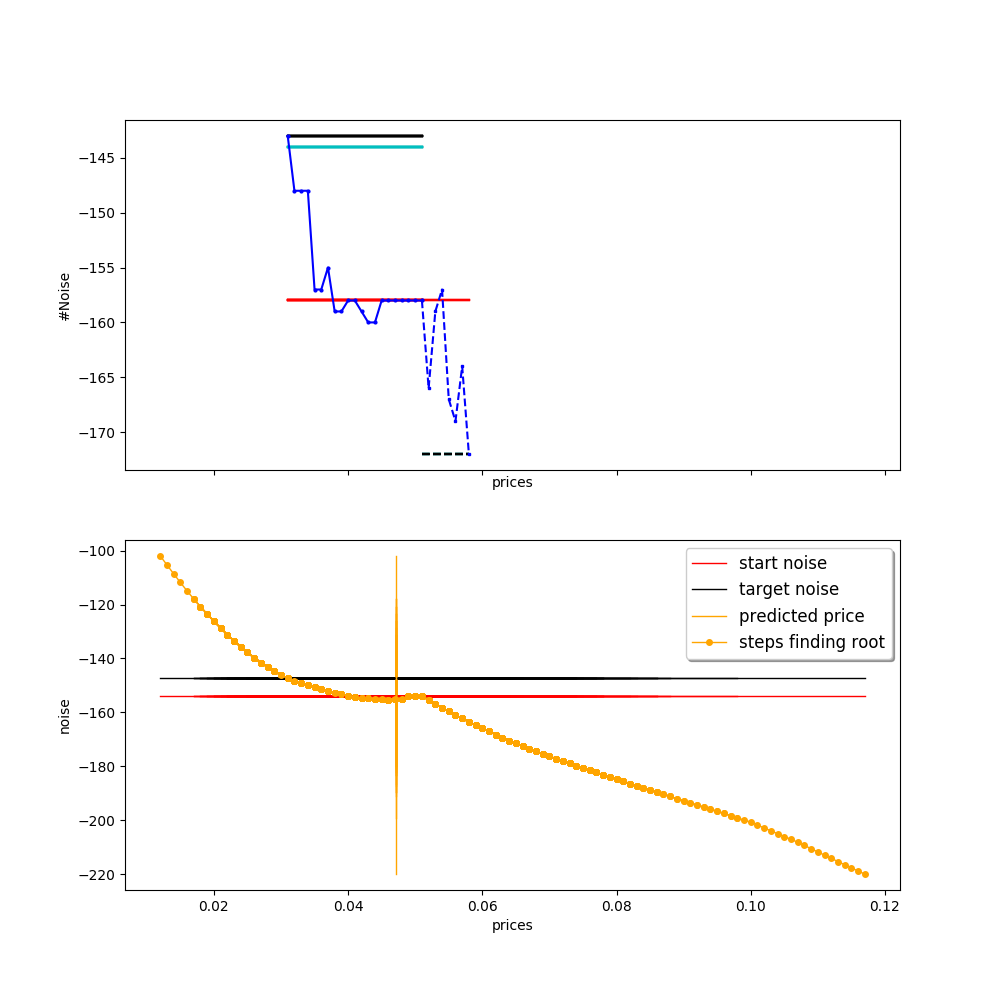 −145
−150
−155
−160
−165
−170
#Noise
prices
−100
−120
−140
−160
−180
−200
−220
noise
start noise
target noise
predicted price
steps finding root
0.02 0.04 0.06 0.08 0.10 0.12
prices